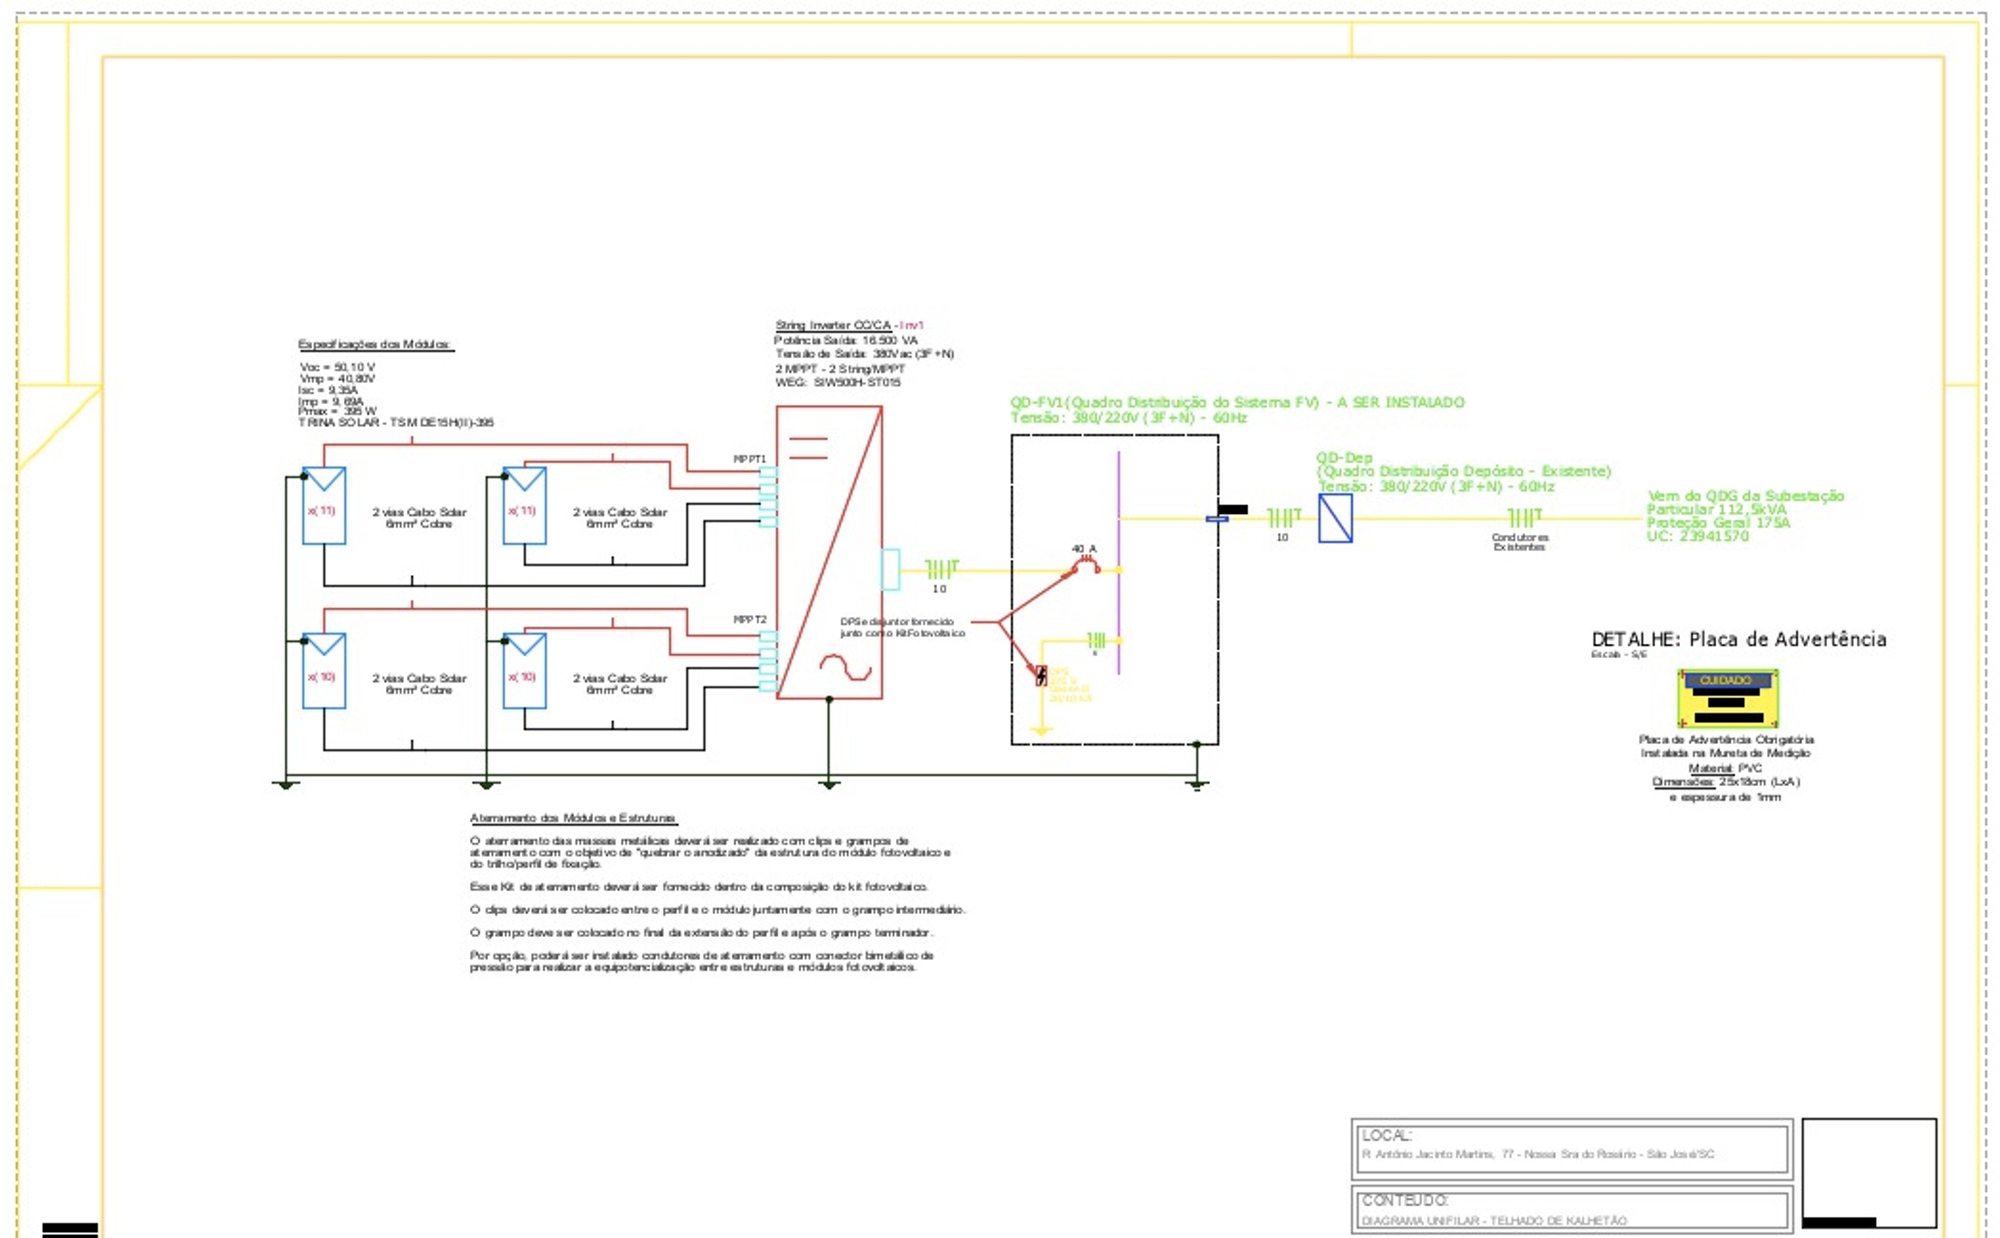 Especificações dos Módulos:
Voc = 50,10 V
Vmp = 40,80V
Isc = 9,35A
Imp = 9,69A
Pmax = 395 W
TRINA SOLAR - TSM DE15H(II)-395
String Inverter CC/CA - Inv1
Potência Saída: 16.500 VA
Tensão de Saída: 380Vac (3F+N)
2 MPPT - 2 String/MPPT
WEG: SIW500H-ST015
QD-FV1(Quadro Distribuição do Sistema FV) - A SER INSTALADO
Tensão: 380/220V (3F+N) - 60Hz
QD-Dep
(Quadro Distribuição Depósito - Existente)
Tensão: 380/220V (3F+N) - 60Hz
Vem do QDG da Subestação
Particular 112,5kVA
Proteção Geral 175A
UC: 23941570
MPPT1
x(11)
2 vias Cabo Solar
6mm² Cobre
x(11)
2 vias Cabo Solar
6mm² Cobre
T
10
40 A
T
10
T
Condutores
Existentes
MPPT2
DPS e disjuntor fornecido
junto com o Kit Fotovoltaico
x(10)
2 vias Cabo Solar
6mm² Cobre
x(10)
2 vias Cabo Solar
6mm² Cobre
DETALHE: Placa de Advertência
Escala - S/E
CUIDADO
Placa de Advertência Obrigatória
Instalada na Mureta de Medição
Material: PVC
Dimensões: 25x18cm (LxA)
e espessura de 1mm
Aterramento dos Módulos e Estruturas
O aterramento das massas metálicas deverá ser realizado com clips e grampos de
aterramento com o objetivo de "quebrar o anodizado" da estrutura do módulo fotovoltaico e
do trilho/perfil de fixação.
Esse Kit de aterramento deverá ser fornecido dentro da composição do kit fotovoltaico.
O clips deverá ser colocado entre o perfil e o módulo juntamente com o grampo intermediário.
O grampo deve ser colocado no final da extensão do perfil e após o grampo terminador.
Por opção, poderá ser instalado condutores de aterramento com conector bimetálico de
pressão para realizar a equipotencialização entre estruturas e módulos fotovoltaicos.
LOCAL:
R. Antônio Jacinto Martins, 77 - Nossa Sra do Rosário - São José/SC
CONTEÚDO:
DIAGRAMA UNIFILAR - TELHADO DE KALHETÃO